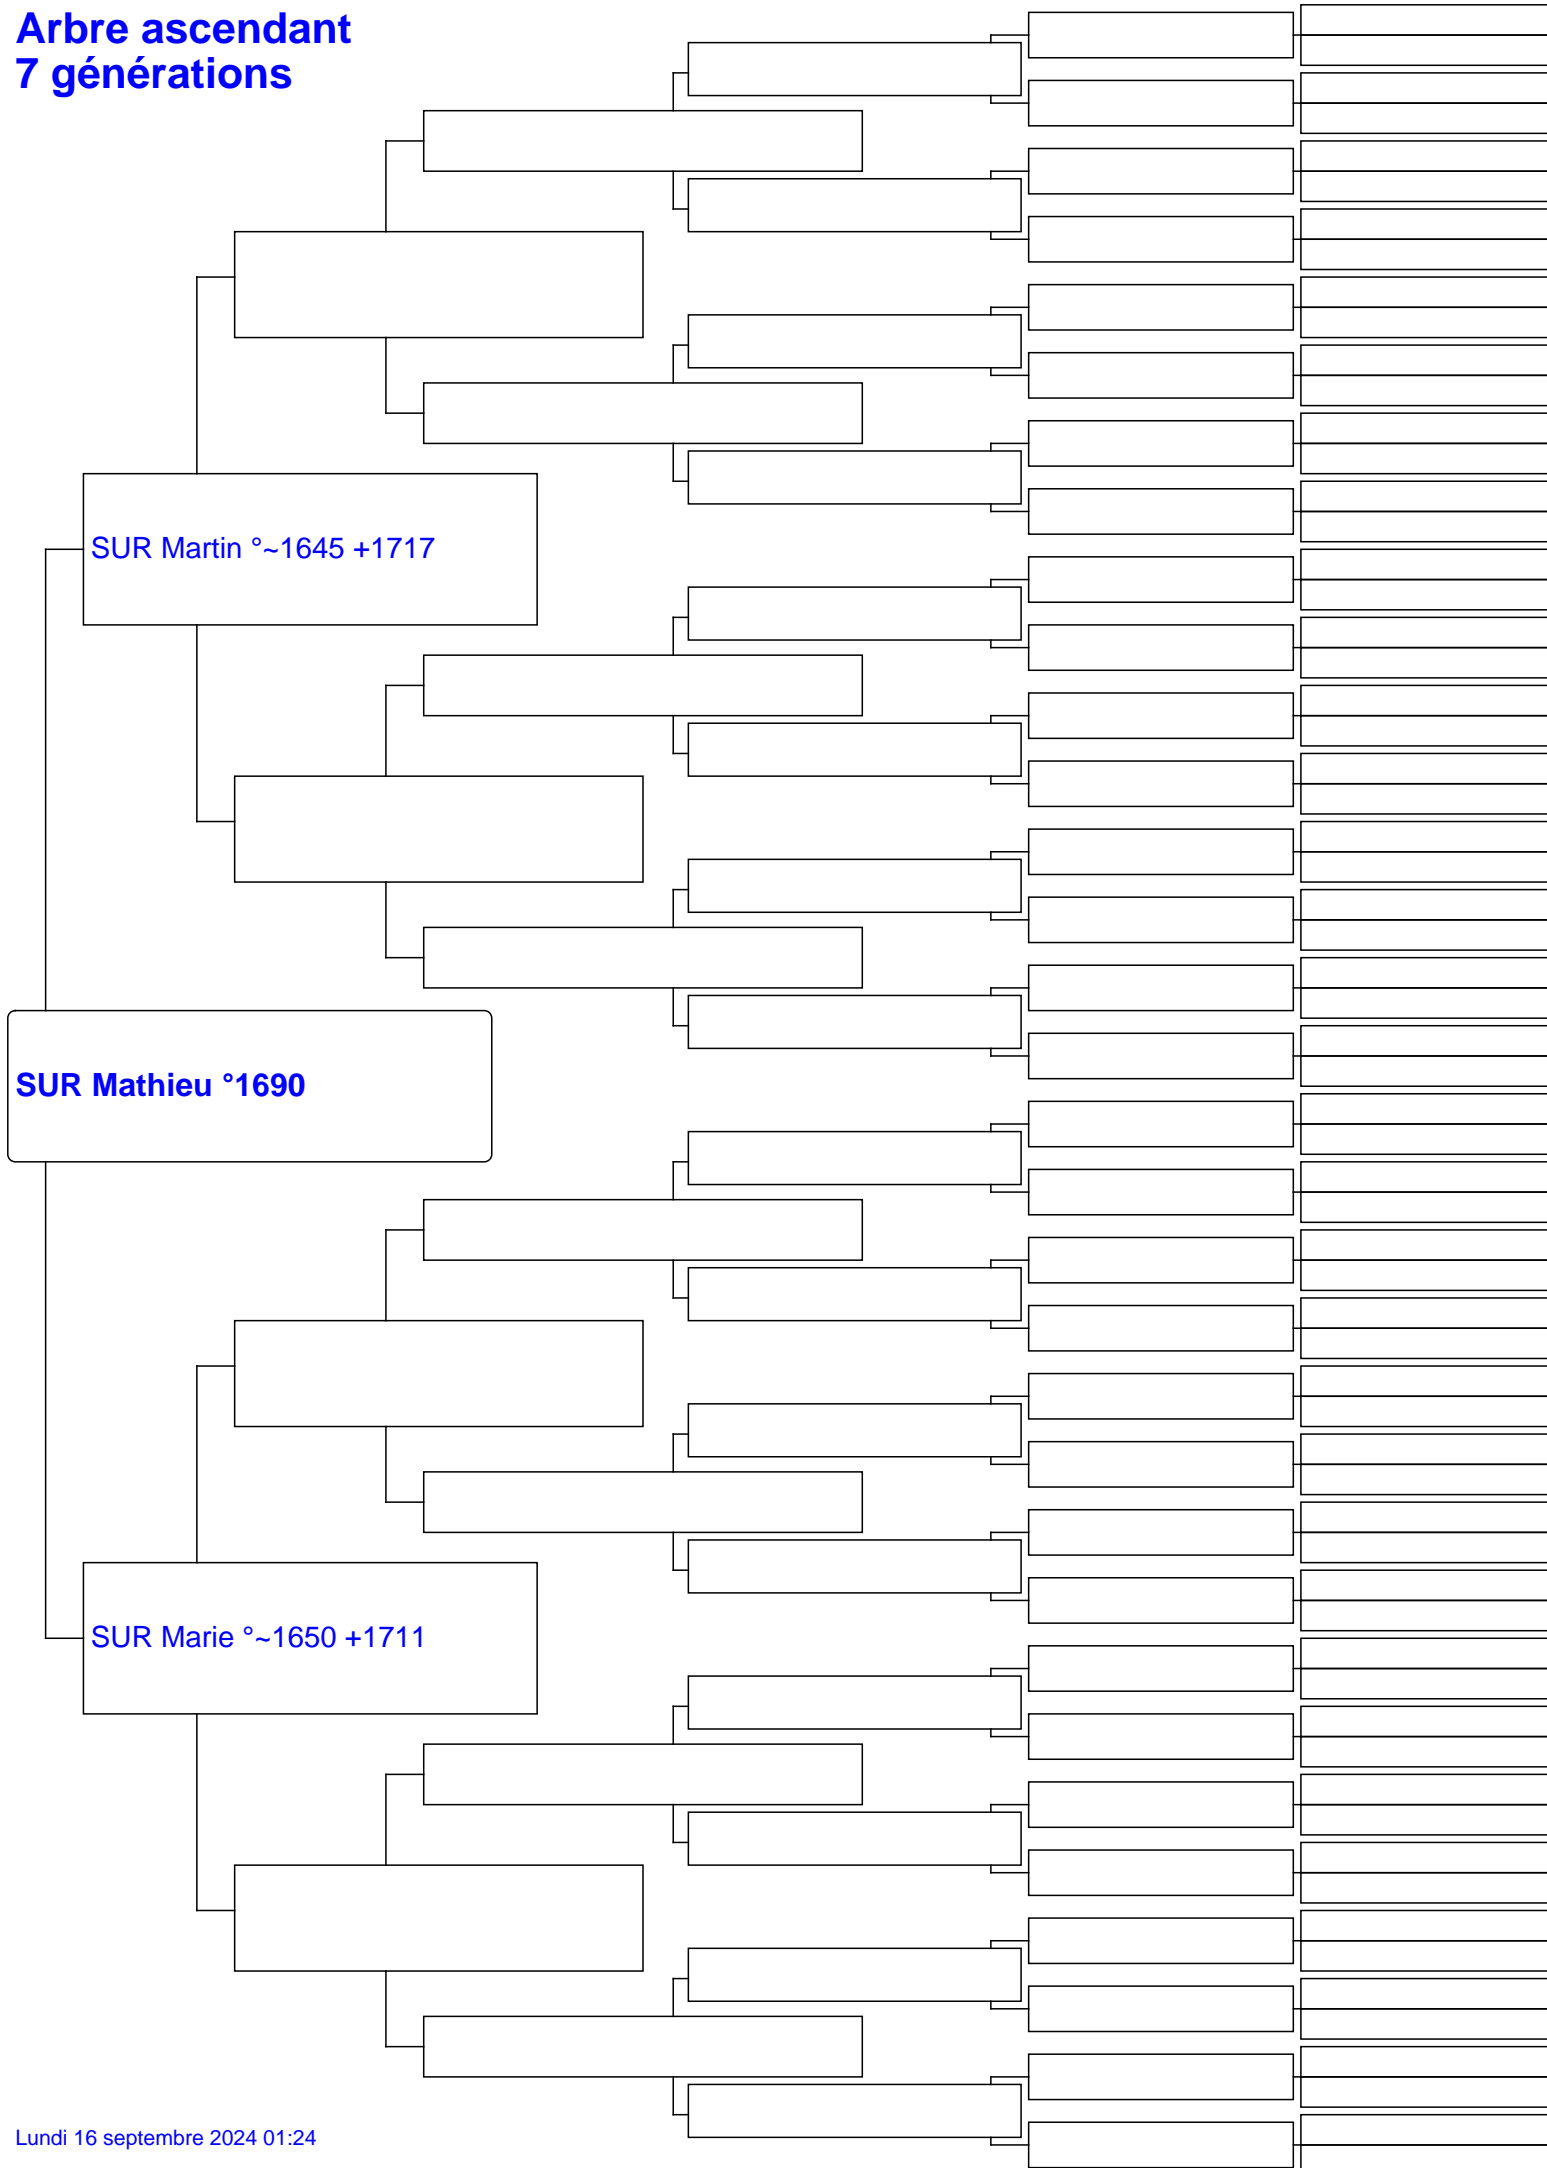 Arbre ascendant
7 générations
SUR Martin °~1645 +1717
SUR Mathieu °1690
SUR Marie °~1650 +1711
Lundi 16 septembre 2024 01:24